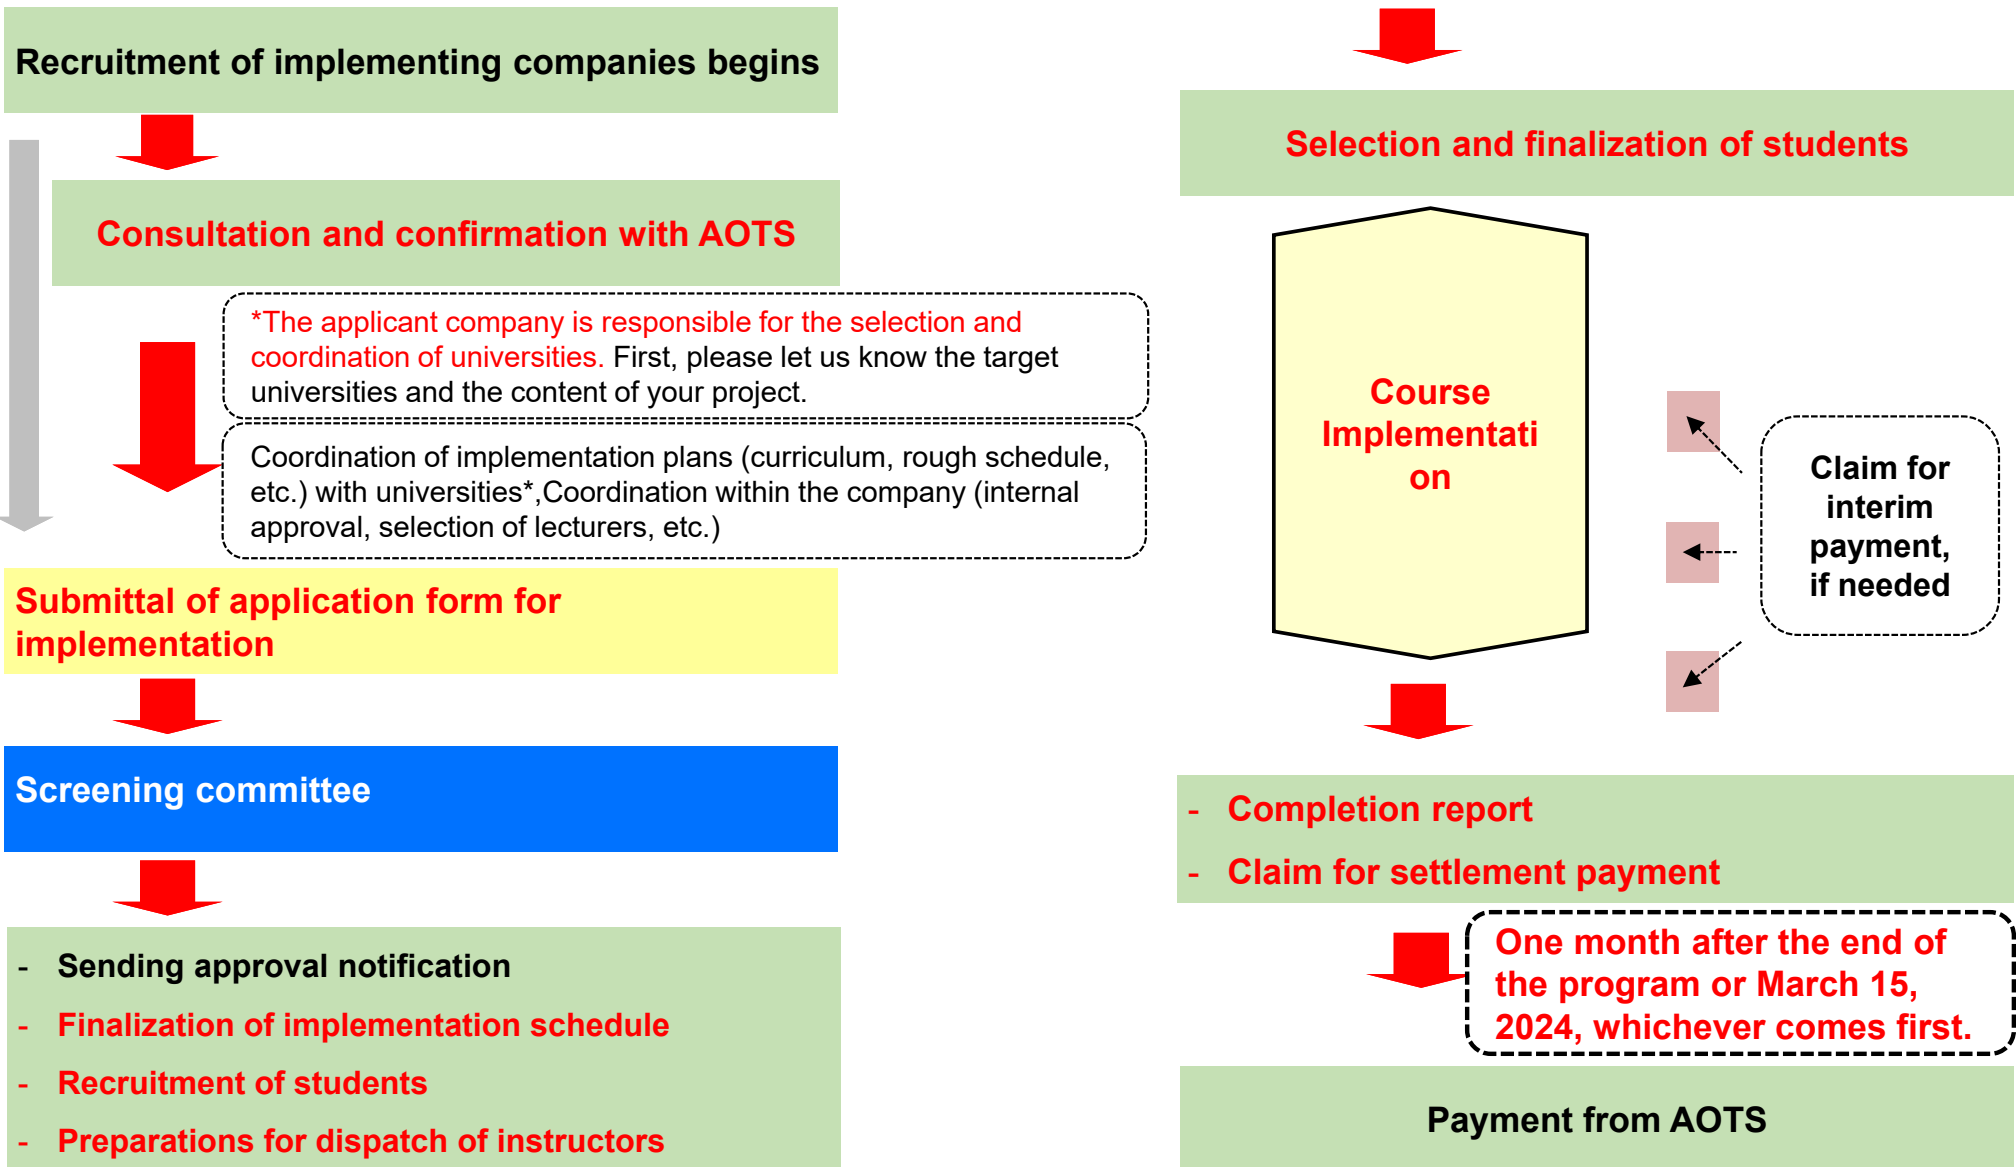 Recruitment of implementing companies begins
Consultation and confirmation with AOTS
*The applicant company is responsible for the selection and
coordination of universities. First, please let us know the target
universities and the content of your project.
Coordination of implementation plans (curriculum, rough schedule,
etc.) with universities*,Coordination within the company (internal
approval, selection of lecturers, etc.)
Submittal of application form for
implementation
Screening committee
- Sending approval notification
- Finalization of implementation schedule
- Recruitment of students
- Preparations for dispatch of instructors
Selection and finalization of students
Course
Implementati
on
Claim for
interim
payment,
if needed
- Completion report
- Claim for settlement payment
One month after the end of
the program or March 15,
2024, whichever comes first.
Payment from AOTS